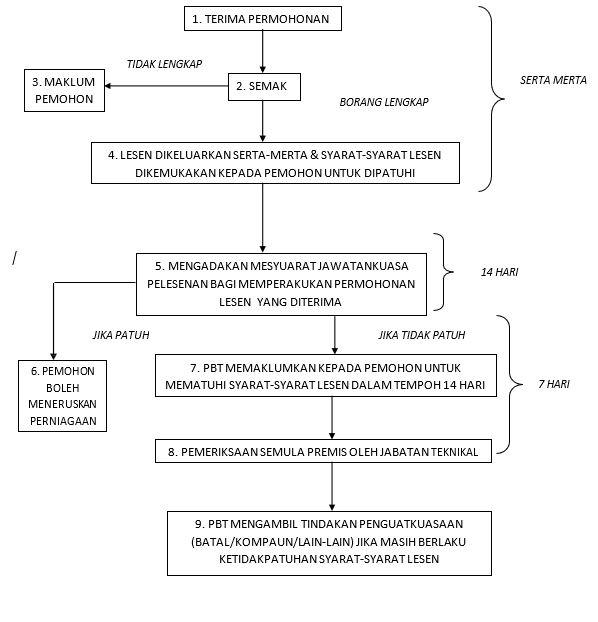 1. TERIMA PERMOHONAN
TIDAK LENGKAP
SERTA MERTA
3. MAKLUM
PEMOHON
2. SEMAK
BORANG LENGKAP
4. LESEN DIKELUARKAN SERTA-MERTA & SYARAT-SYARAT LESEN
DIKEMUKAKAN KEPADA PEMOHON UNTUK DIPATUHI
/
5. MENGADAKAN MESYUARAT JAWATANKUASA
PELESENAN BAGI MEMPERAKUKAN PERMOHONAN
LESEN YANG DITERIMA
14 HARI
JIKA PATUH
JIKA TIDAK PATUH
6. PEMOHON
BOLEH
MENERUSKAN
PERNIAGAAN
7. PBT MEMAKLUMKAN KEPADA PEMOHON UNTUK
MEMATUHI SYARAT-SYARAT LESEN DALAM TEMPOH 14 HARI
7 HARI
8. PEMERIKSAAN SEMULA PREMIS OLEH JABATAN TEKNIKAL
9. PBT MENGAMBIL TINDAKAN PENGUATKUASAAN
(BATAL/KOMPAUN/LAIN-LAIN) JIKA MASIH BERLAKU
KETIDAKPATUHAN SYARAT-SYARAT LESEN